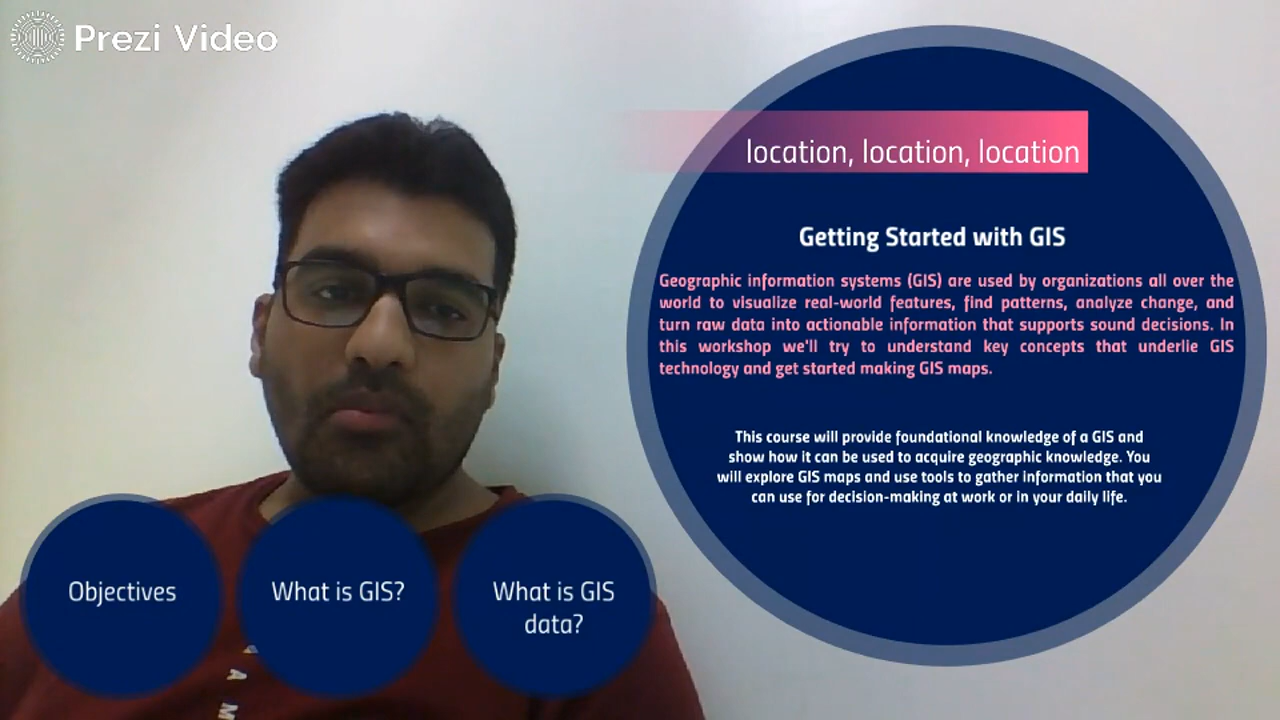 Prezi Video
location, location, location
Getting Started with GIS
Geographic information systems (GIS) are used by organizations all over the
world to visualize real-world features, find patterns, analyze change, and
turn raw data into actionable information that supports sound decisions. In
this workshop we'll try to understand key concepts that underlie GIS
technology and get started making GIS maps.
This course will provide foundational knowledge of a GIS and
show how it can be used to acquire geographic knowledge. You
will explore GIS maps and use tools to gather information that you
can use for decision-making at work or in your daily life.
Objectives
What is GIS?
What is GIS
data?
A
M